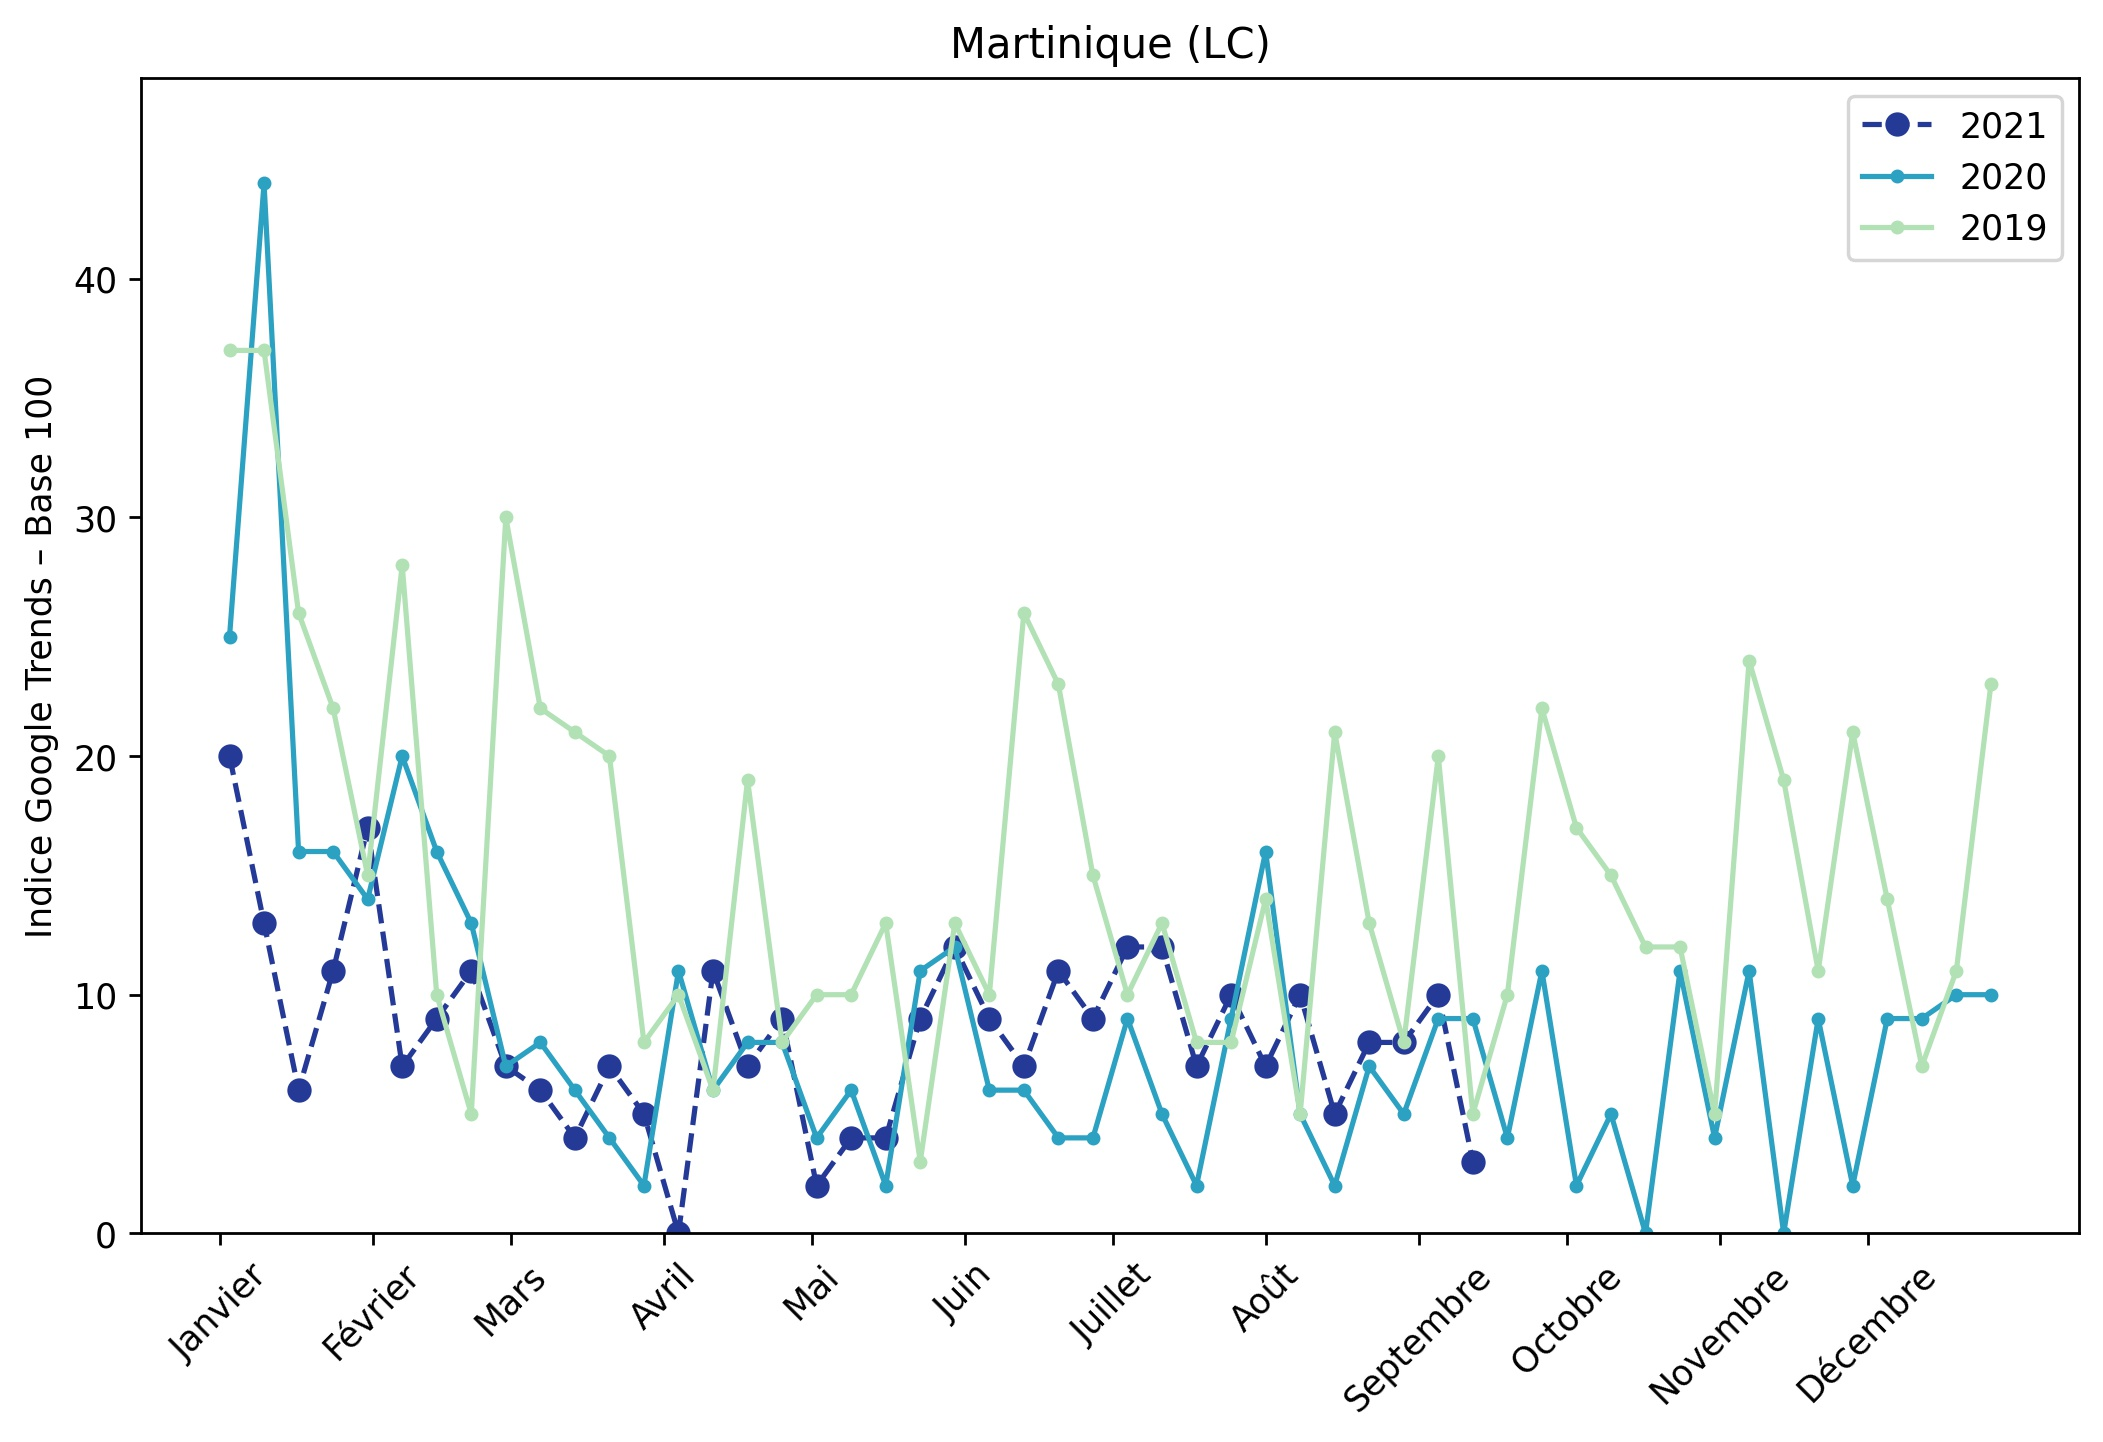 Martinique (LC)
Indice Google Trends – Base 100
2021
2020
2019
40
30
20
10
0
Janvier
Février
Mars
Avril
Mai
Juin
Juillet
Août
Septembre
Octobre
Novembre
Décembre